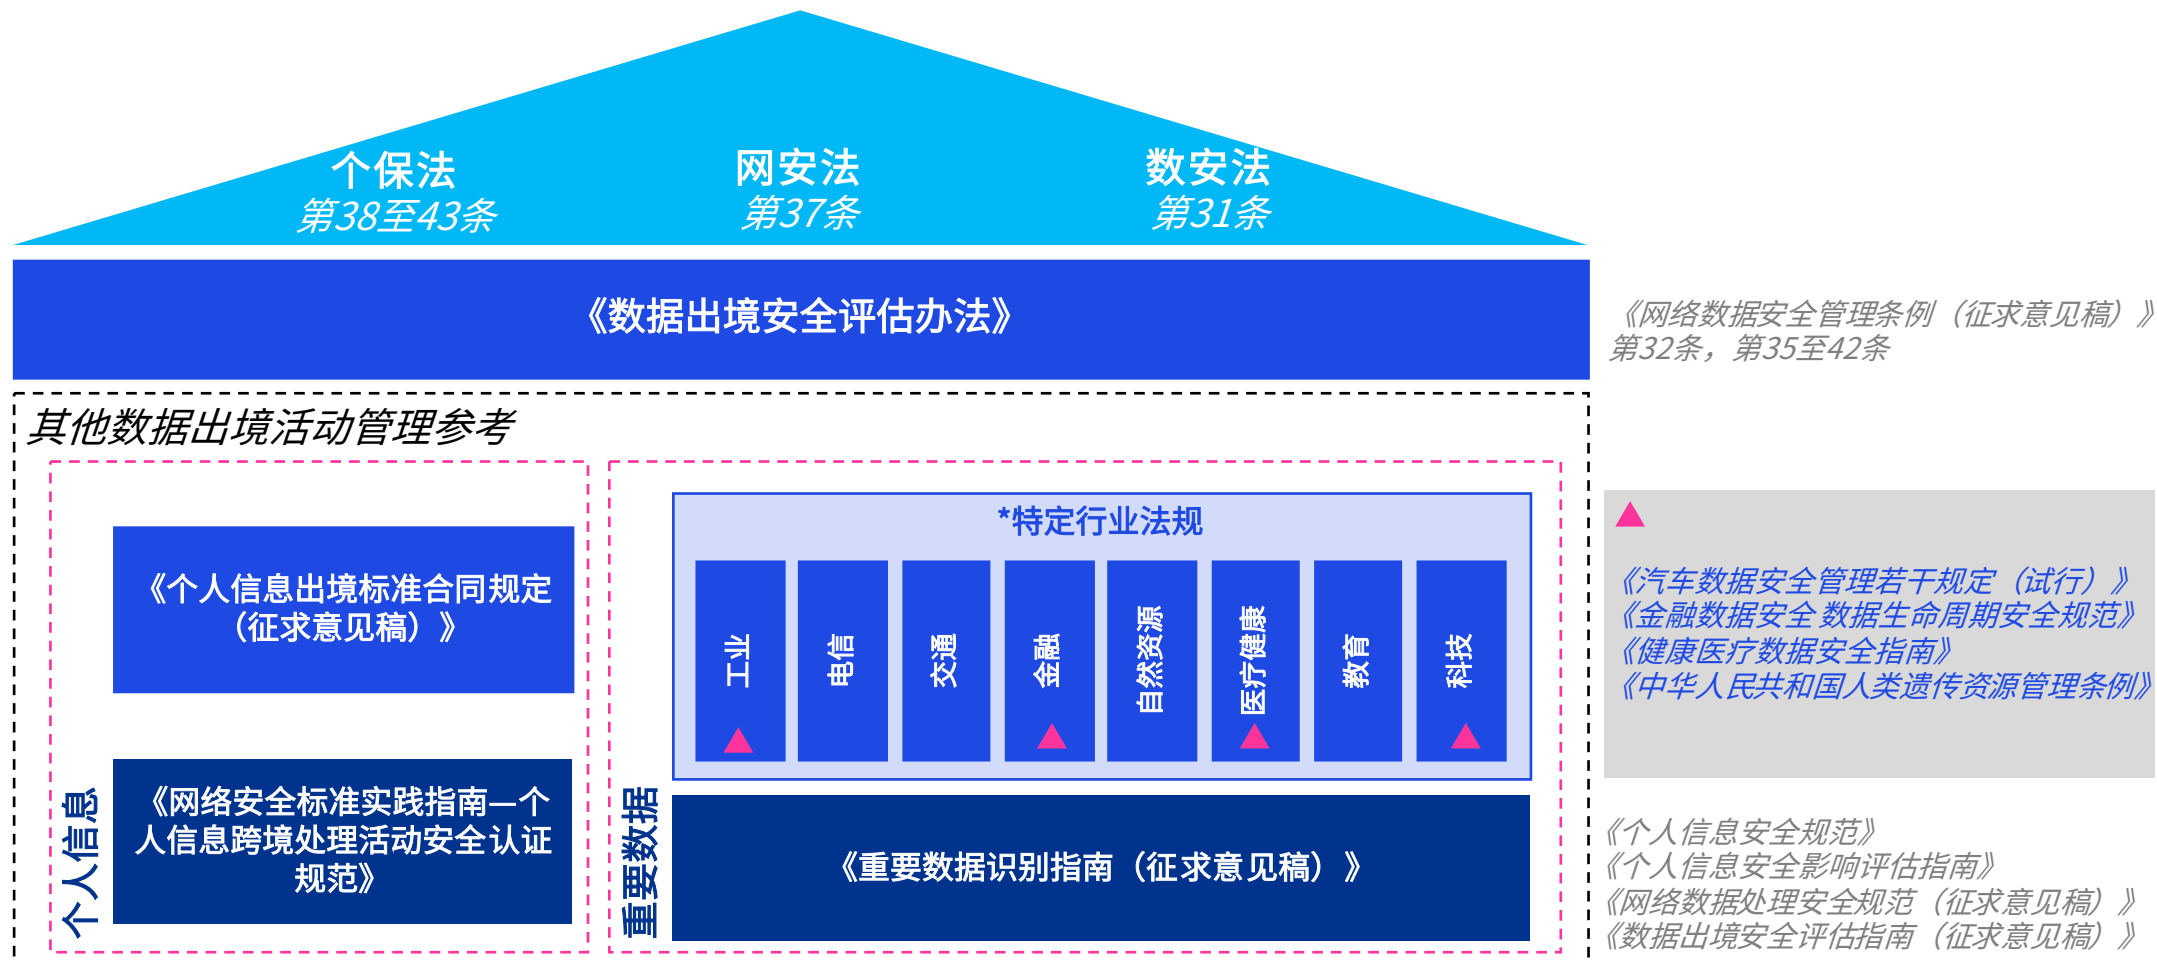 个保法
第38至43条
网安法
第37条
数安法
第31条
《数据出境安全评估办法》
《网络数据安全管理条例（征求意见稿）》
第32条，第35至42条
其他数据出境活动管理参考
个人信息
《个人信息出境标准合同规定
（征求意见稿）》
《网络安全标准实践指南—个
人信息跨境处理活动安全认证
规范》
重要数据
*特定行业法规
工业
电信
交通
金融
自然资源
医疗健康
教育
科技
《重要数据识别指南（征求意见稿）》
《汽车数据安全管理若干规定（试行）》
《金融数据安全 数据生命周期安全规范》
《健康医疗数据安全指南》
《中华人民共和国人类遗传资源管理条例》
《个人信息安全规范》
《个人信息安全影响评估指南》
《网络数据处理安全规范（征求意见稿）》
《数据出境安全评估指南（征求意见稿）》